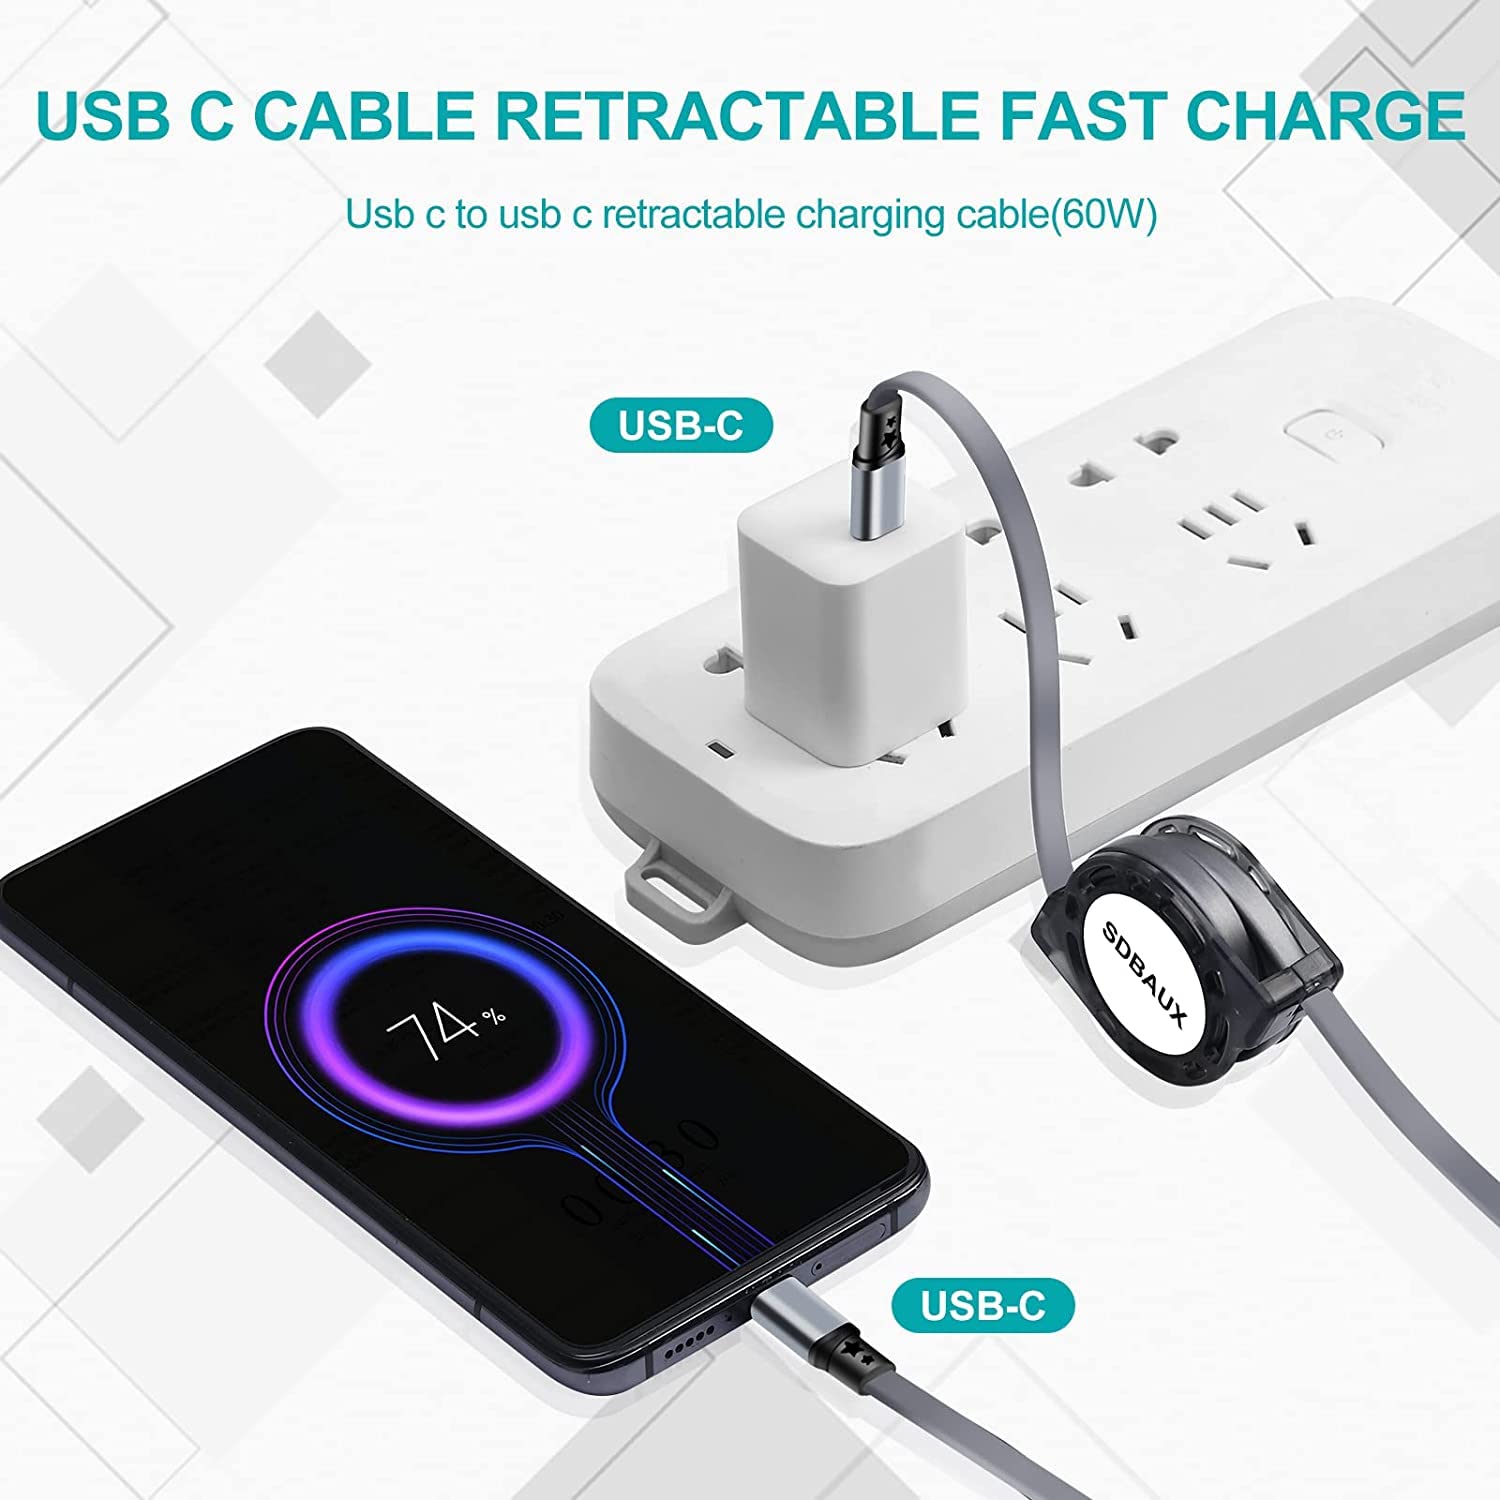 USB C CABLE RETRACTABLE FAST CHARGE
Usb c to usb c retractable charging cable(60W)
USB-C
SDBAUX
74%
USB-C